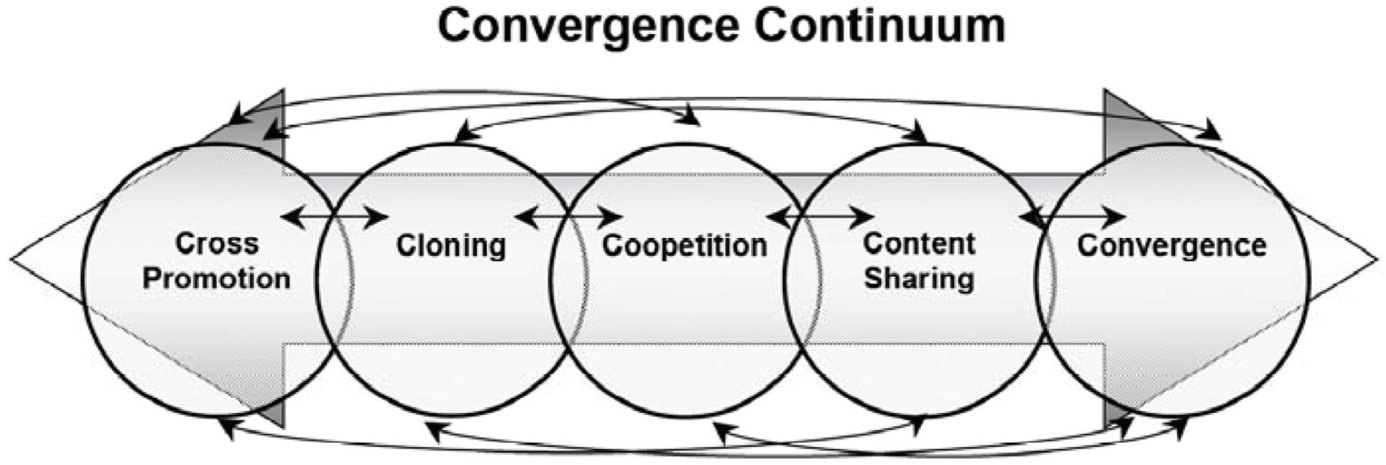 Convergence Continuum
Cross
Promotion
Cloning
Coopetition
Content
Sharing
Convergence